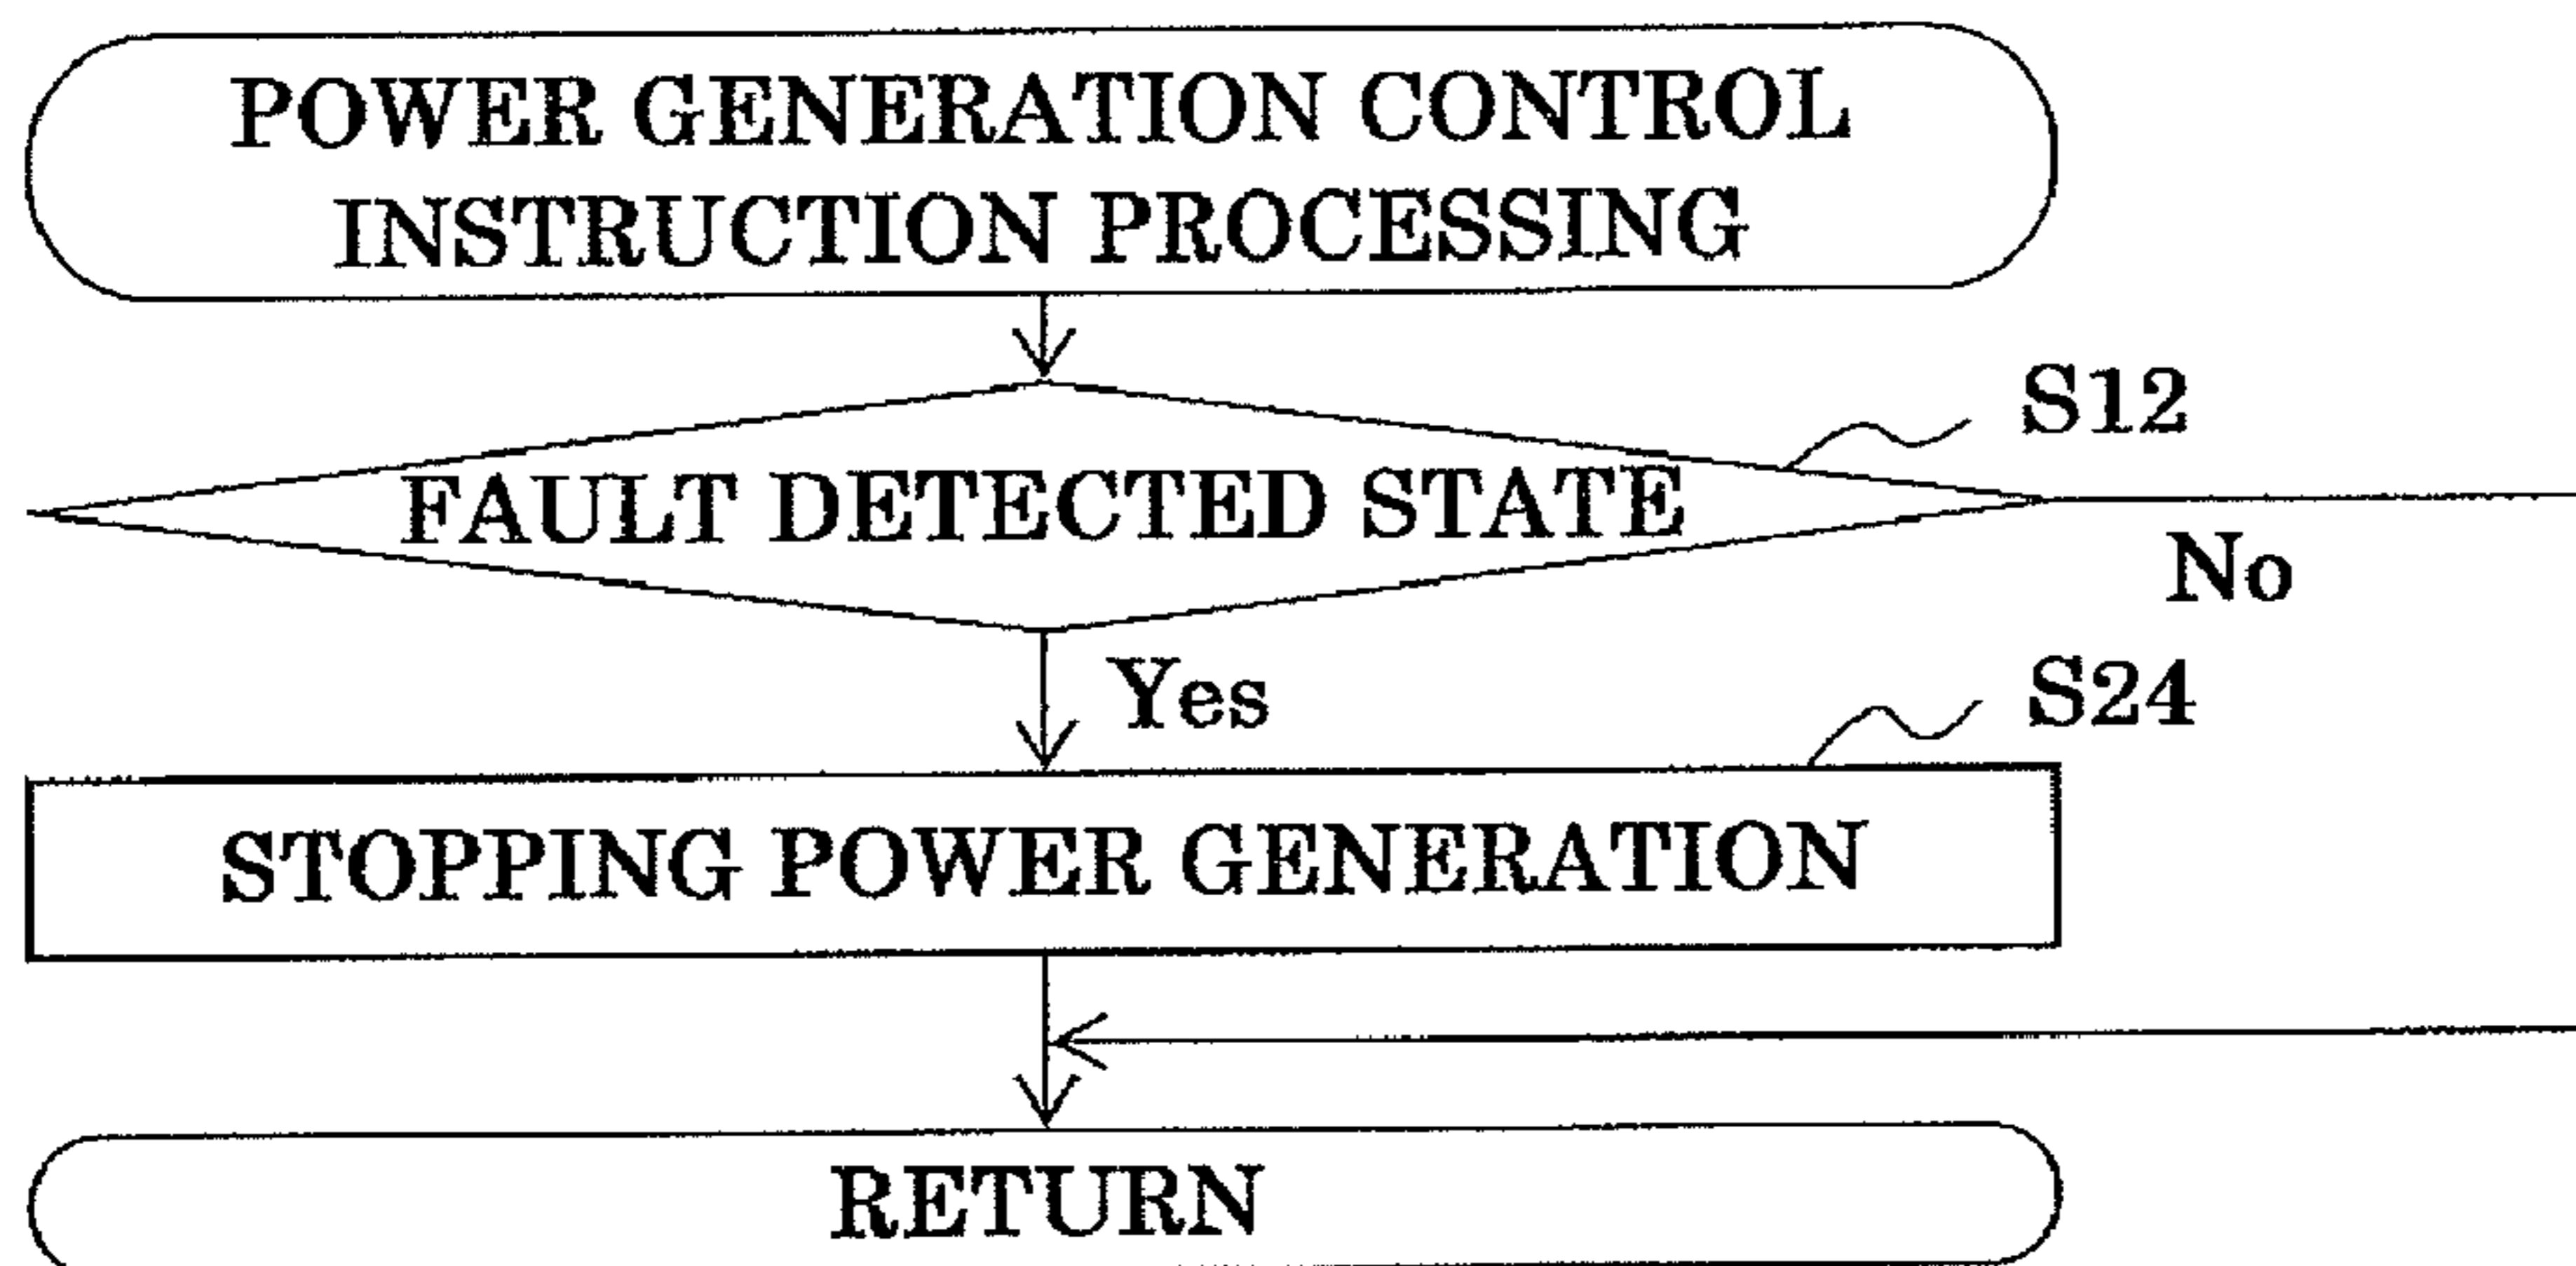 POWER GENERATION CONTROL
INSTRUCTION PROCESSING
S12
FAULT DETECTED STATE
No
Yes
S24
STOPPING POWER GENERATION
RETURN